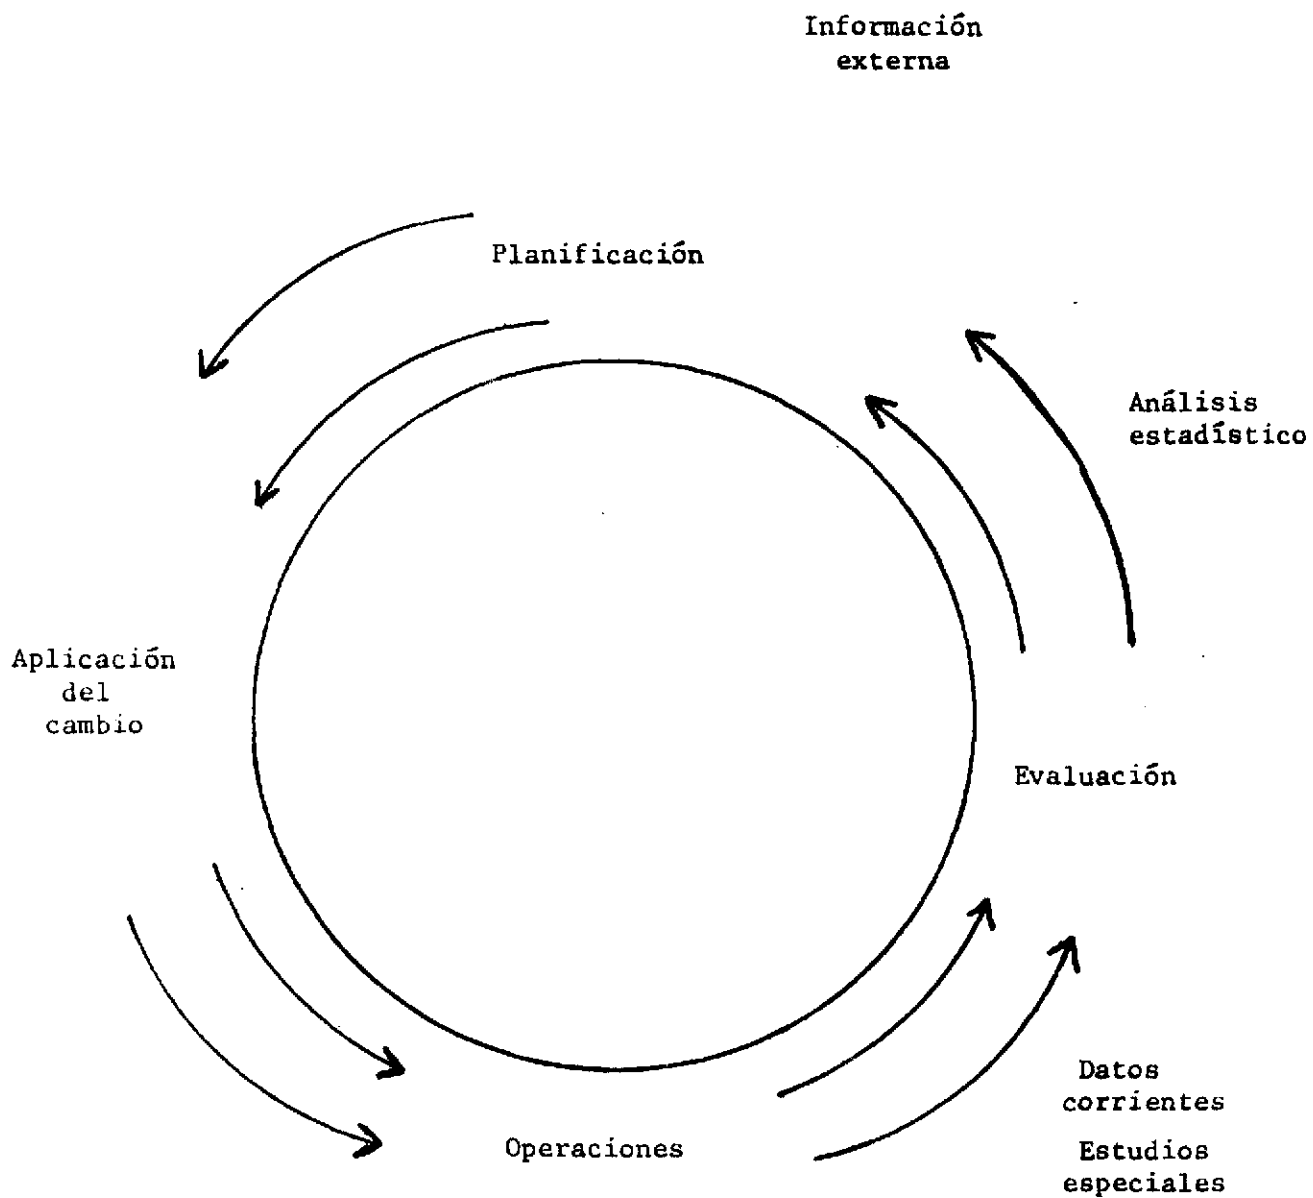 Información
externa
Planificación
Análisis
estadístico
Aplicación
del
cambio
Evaluación
Datos
corrientes
Estudios
especiales
Operaciones